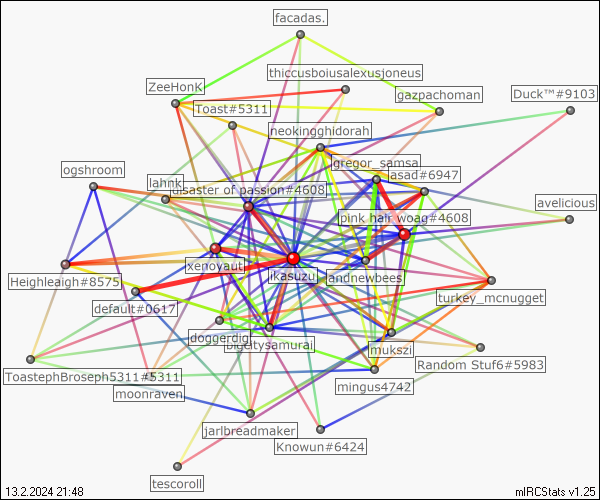 facadas.
thiccusboiusalexusjoneus
ZeeHonK
gazpachoman
Duck™#9103
Toast#5311
neokingghidorah
gregor_samsa
ogshroom
asad#6947
lahnk
disaster of passion#4608
pink hair woag#4608
avelicious
xenoyaut
ikasuzu
andnewbees
Heighleaigh#8575
turkey_mcnugget
default#0617
doggerdigi
bigcitysamurai
mukszi
Random Stuf6#5983
ToastephBroseph5311#5311
mingus4742
moonraven
jarlbreadmaker
Knowun#6424
tescoroll
13.2.2024 21:48
mIRCStats v1.25